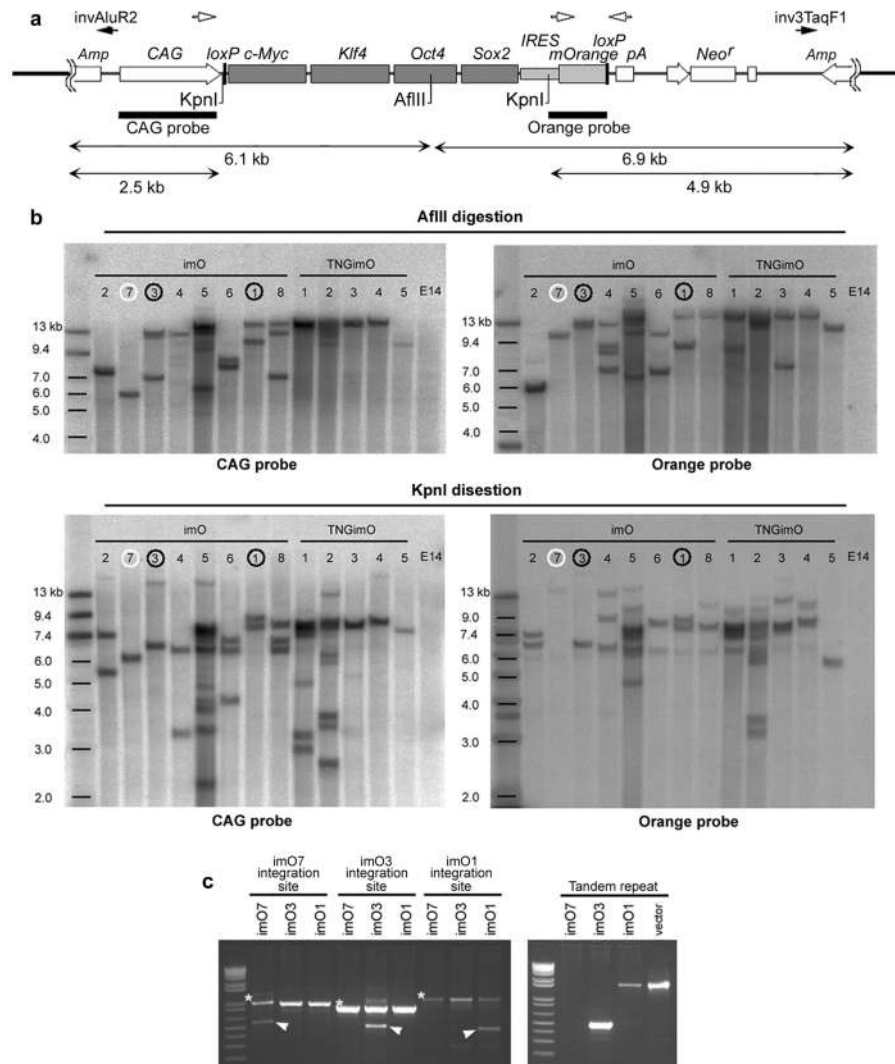 a
invAluR2
inv3TaqF1
Amp CAG loxP c-Myc Klf4 Oct4 Sox2 IRES mOrange loxP pA Neor Amp
KpnI AflII KpnI
CAG probe Orange probe
6.1 kb 6.9 kb
2.5 kb 4.9 kb
b
AflII digestion
imO TNGimO
2 7 3 4 5 6 1 8 1 2 3 4 5 E14
13 kb
9.4
7.0
6.0
5.0
4.0
CAG probe
imO TNGimO
2 7 3 4 5 6 1 8 1 2 3 4 5 E14
13 kb
9.4
7.0
6.0
5.0
4.0
Orange probe
KpnI disestion
imO TNGimO
2 7 3 4 5 6 1 8 1 2 3 4 5 E14
13 kb
9.4
7.4
6.0
5.0
4.0
3.0
2.0
CAG probe
imO TNGimO
2 7 3 4 5 6 1 8 1 2 3 4 5 E14
13 kb
9.0
7.4
6.0
5.0
4.0
3.0
2.0
Orange probe
c
imO7 integration site
imO3 integration site
imO1 integration site
imO7 imO3 imO1 imO7 imO3 imO1 imO7 imO3 imO1
* * *
Tandem repeat
imO7 imO3 imO1 vector